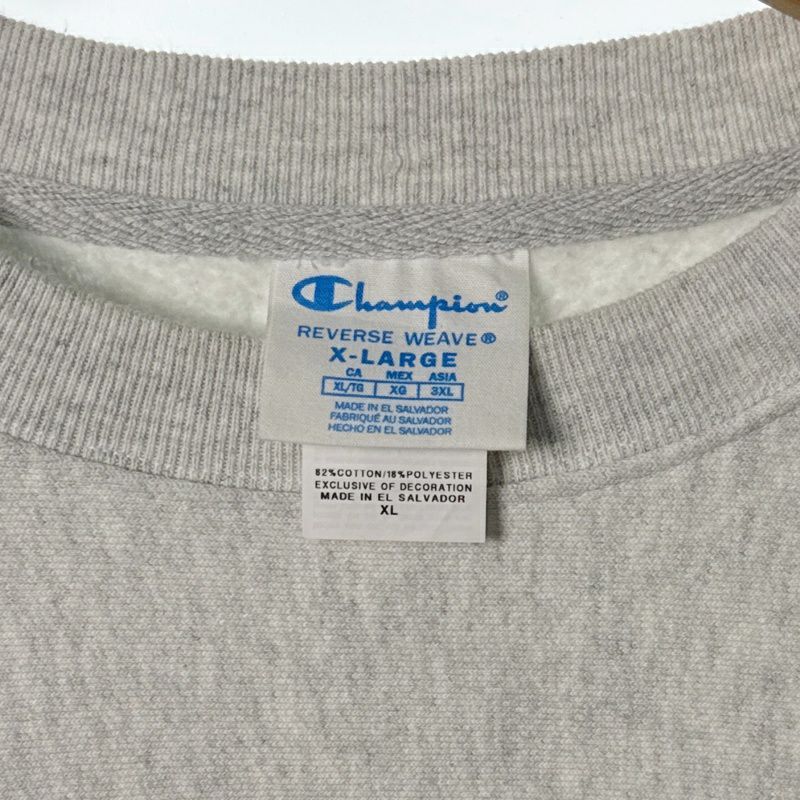 Champion®
REVERSE WEAVE®
X-LARGE
CA MEX ASIA
XL/TG XG 3XL
MADE IN EL SALVADOR
FABRIQUÉ AU SALVADOR
HECHO EN EL SALVADOR
82%COTTON/18%POLYESTER
EXCLUSIVE OF DECORATION
MADE IN EL SALVADOR
XL